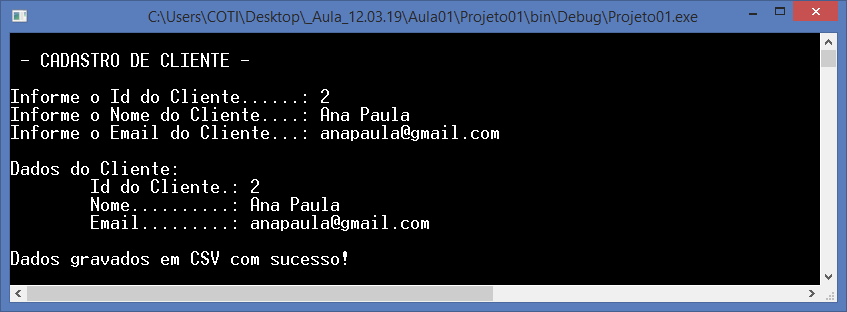 C:\Users\COTI\Desktop\_Aula_12.03.19\Aula01\Projeto01\bin\Debug\Projeto01.exe
- CADASTRO DE CLIENTE -
Informe o Id do Cliente......: 2
Informe o Nome do Cliente....: Ana Paula
Informe o Email do Cliente...: anapaula@gmail.com
Dados do Cliente:
Id do Cliente.: 2
Nome..........: Ana Paula
Email.........: anapaula@gmail.com
Dados gravados em CSV com sucesso!